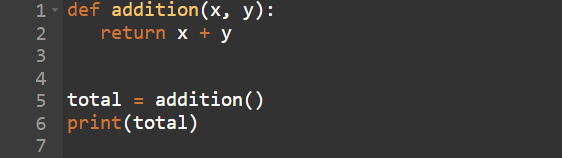 1 def addition(x, y):
2    return x + y
3
4
5 total = addition()
6 print(total)
7